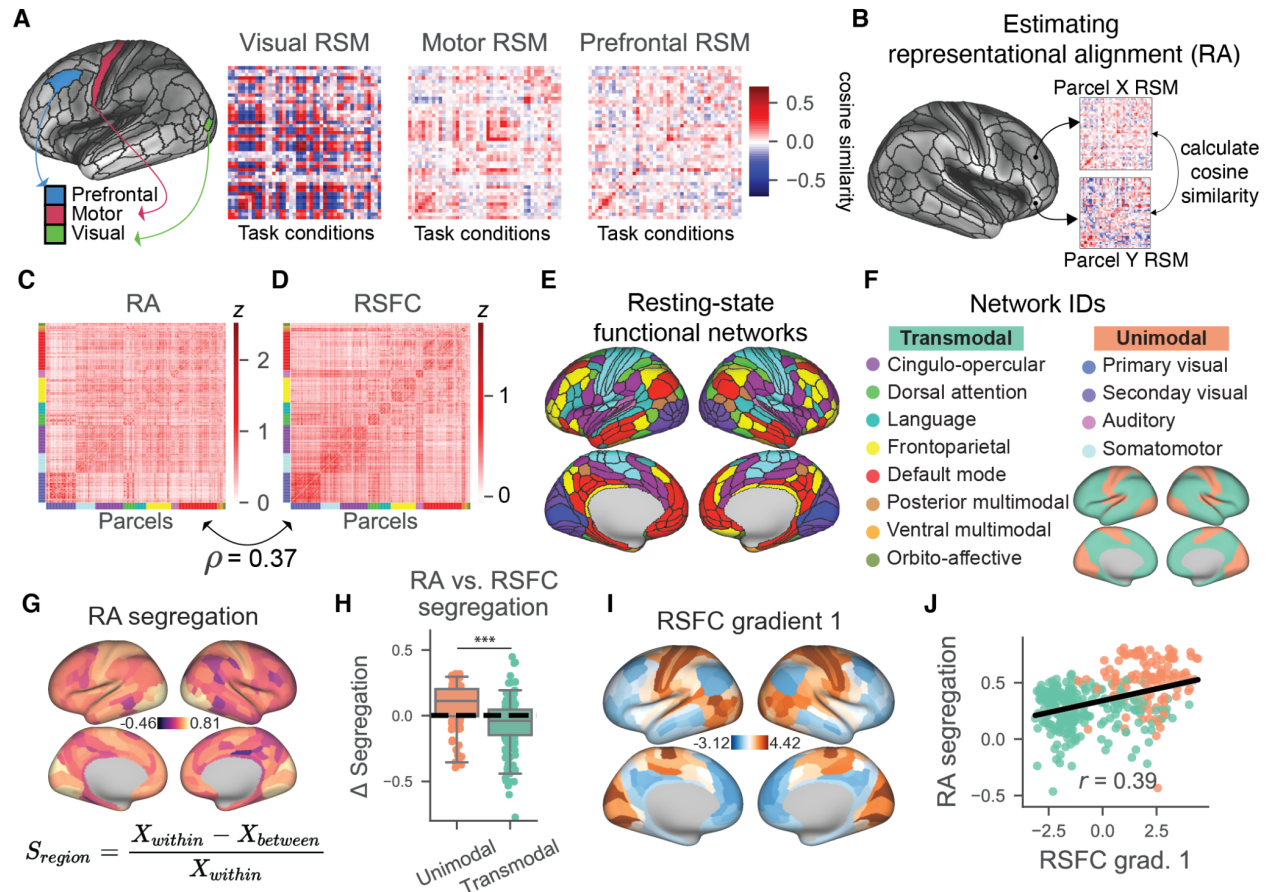 A
Visual RSM
Motor RSM
Prefrontal RSM
Prefrontal
Motor
Visual
Task conditions
Task conditions
Task conditions
0.5
0.0
−0.5
cosine similarity
B
Estimating
representational alignment (RA)
Parcel X RSM
calculate
cosine
similarity
Parcel Y RSM
C
RA
z
2
1
0
Parcels
D
RSFC
z
1
0
Parcels
ρ = 0.37
E
Resting-state
functional networks
F
Network IDs
Transmodal
Cingulo-opercular
Dorsal attention
Language
Frontoparietal
Default mode
Posterior multimodal
Ventral multimodal
Orbito-affective
Unimodal
Primary visual
Seconday visual
Auditory
Somatomotor
G
RA segregation
-0.46
0.81
S_region = (X_within − X_between) / X_within
H
RA vs. RSFC
segregation
***
Δ Segregation
0.5
0.0
−0.5
Unimodal
Transmodal
I
RSFC gradient 1
-3.12
4.42
J
RA segregation
0.5
0.0
−0.5
r = 0.39
−2.5
0.0
2.5
RSFC grad. 1